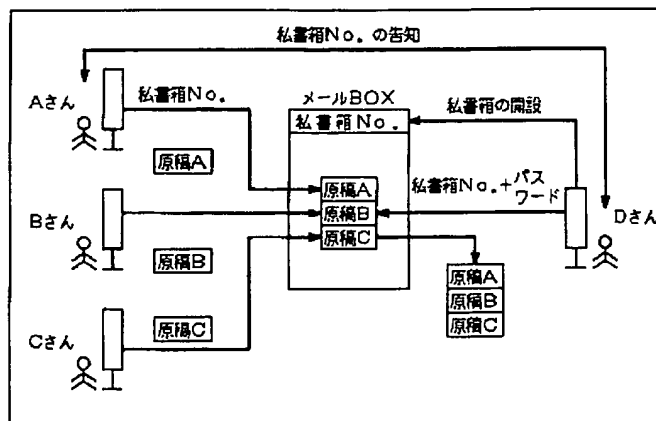 私書箱No.の告知
Aさん
私書箱No.
メールBOX
私書箱No.
私書箱の開設
原稿A
原稿A
原稿B
原稿C
私書箱No.+パス
ワード
Bさん
Dさん
原稿B
原稿A
原稿B
原稿C
原稿C
Cさん